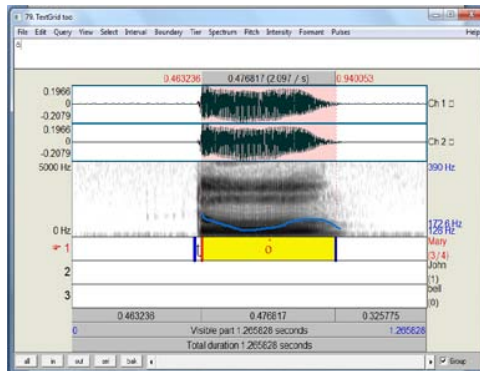 79. TextGrid too
File Edit Query View Select Interval Boundary Tier Spectrum Pitch Intensity Formant Pulses Help
0.463236 0.476817 (2.097 / s) 0.940053
0.1966
0
-0.2079
Ch 1
0.1966
0
-0.2079
Ch 2
5000 Hz 390 Hz
172.6 Hz
0 Hz
1 Mary
(3/4)
2 John
(1)
3 bell
(0)
0.463236 0.476817 0.325775
0 Visible part 1.265828 seconds 1.265828
Total duration 1.265828 seconds
all in out sel bak Group